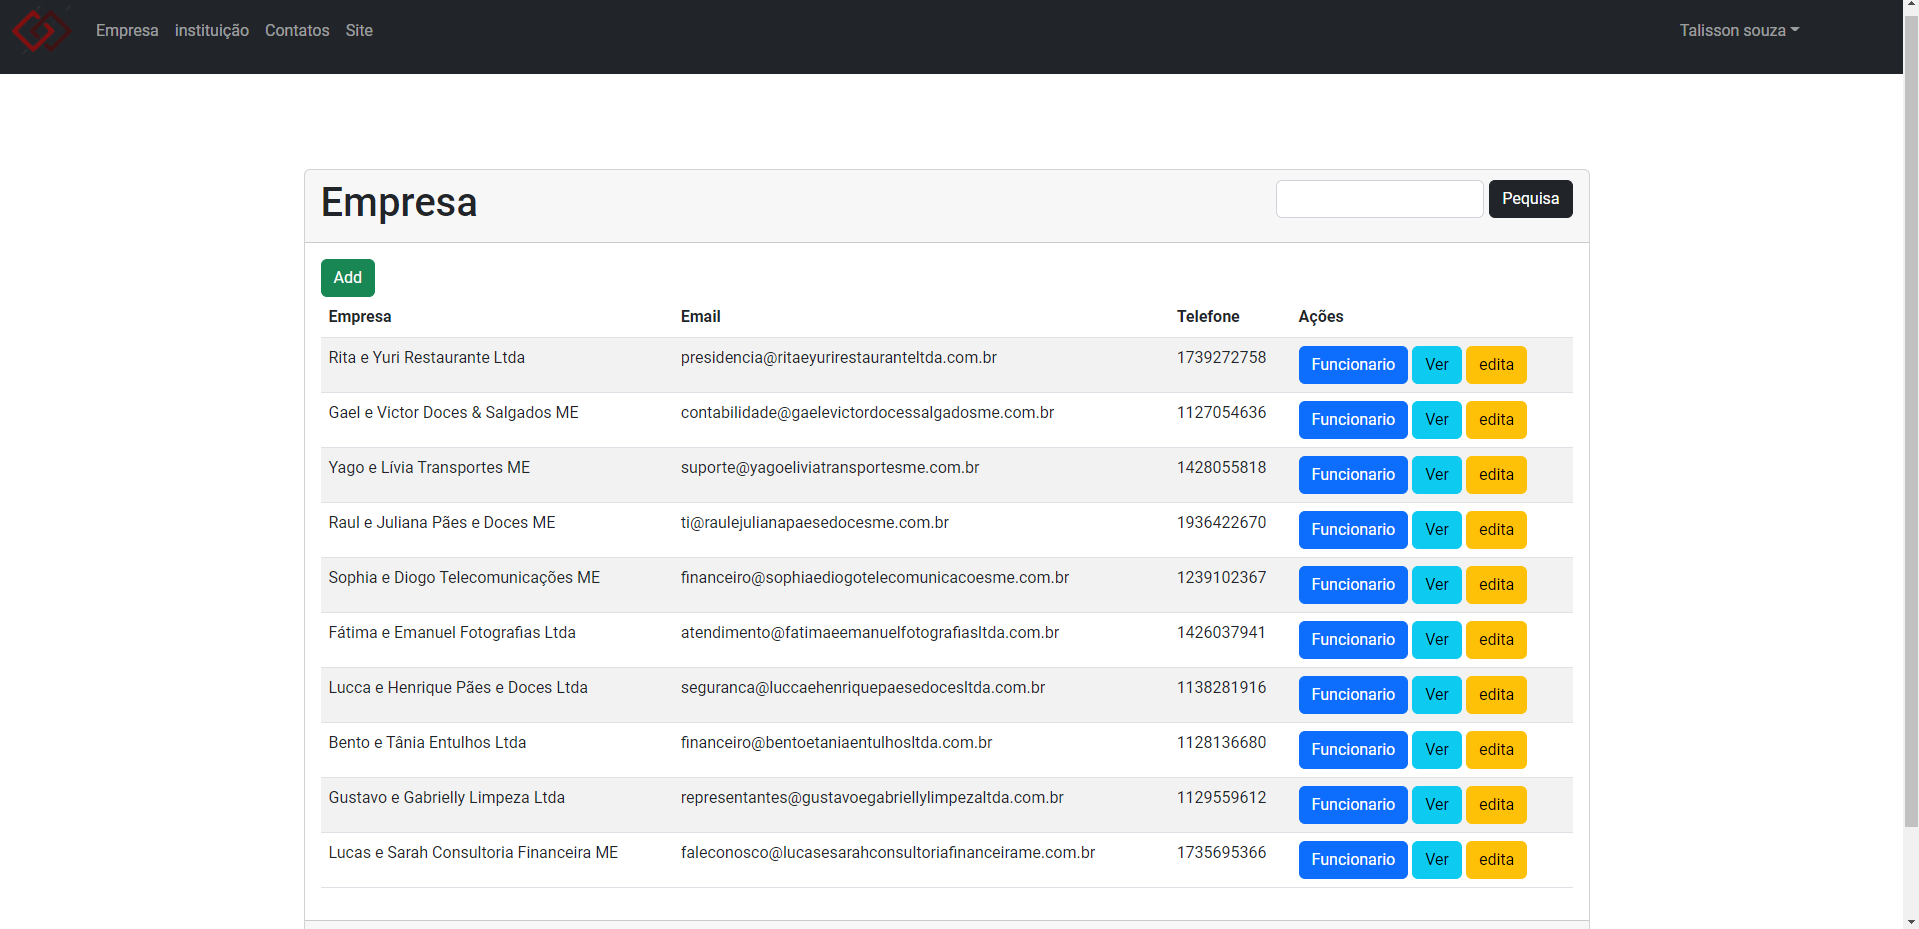 Empresa instituição Contatos Site Talisson souza
Empresa Pequisa
Add
Empresa Email Telefone Ações
Rita e Yuri Restaurante Ltda presidencia@ritaeyurirestauranteltda.com.br 1739272758 Funcionario Ver edita
Gael e Victor Doces & Salgados ME contabilidade@gaelevictordocessalgadosme.com.br 1127054636 Funcionario Ver edita
Yago e Lívia Transportes ME suporte@yagoeliviatransportesme.com.br 1428055818 Funcionario Ver edita
Raul e Juliana Pães e Doces ME ti@raulejulianapaesedocesme.com.br 1936422670 Funcionario Ver edita
Sophia e Diogo Telecomunicações ME financeiro@sophiaediogotelecomunicacoesme.com.br 1239102367 Funcionario Ver edita
Fátima e Emanuel Fotografias Ltda atendimento@fatimaeemanuelfotografiasltda.com.br 1426037941 Funcionario Ver edita
Lucca e Henrique Pães e Doces Ltda seguranca@luccaehenriquepaesedocesltda.com.br 1138281916 Funcionario Ver edita
Bento e Tânia Entulhos Ltda financeiro@bentoetaniaentulhosltda.com.br 1128136680 Funcionario Ver edita
Gustavo e Gabrielly Limpeza Ltda representantes@gustavoegabriellylimpezaltda.com.br 1129559612 Funcionario Ver edita
Lucas e Sarah Consultoria Financeira ME faleconosco@lucasesarahconsultoriafinanceirame.com.br 1735695366 Funcionario Ver edita